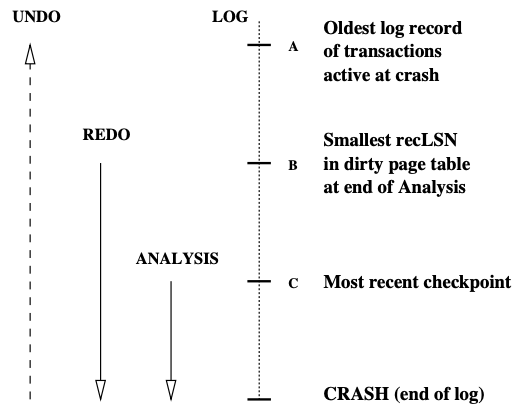 UNDO
LOG
A
Oldest log record
of transactions
active at crash
REDO
B
Smallest recLSN
in dirty page table
at end of Analysis
ANALYSIS
C
Most recent checkpoint
CRASH (end of log)